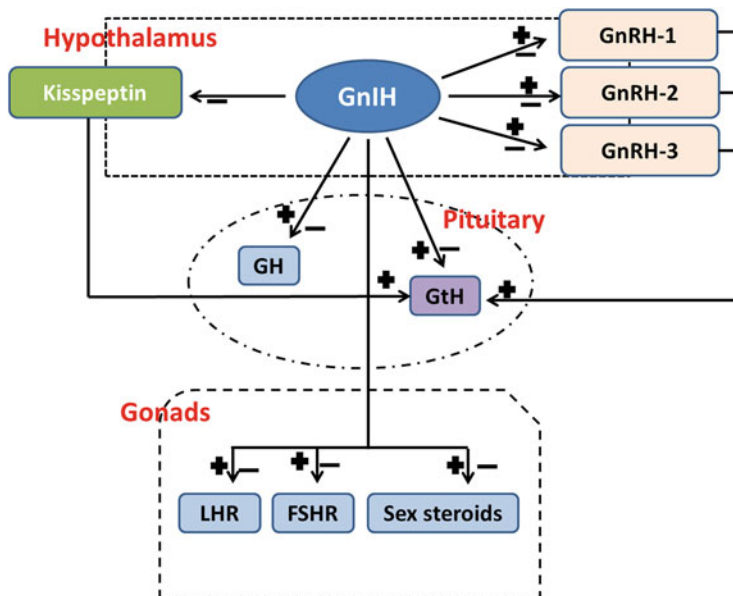 Hypothalamus
GnRH-1
Kisspeptin
GnIH
GnRH-2
GnRH-3
Pituitary
GH
GtH
Gonads
LHR
FSHR
Sex steroids